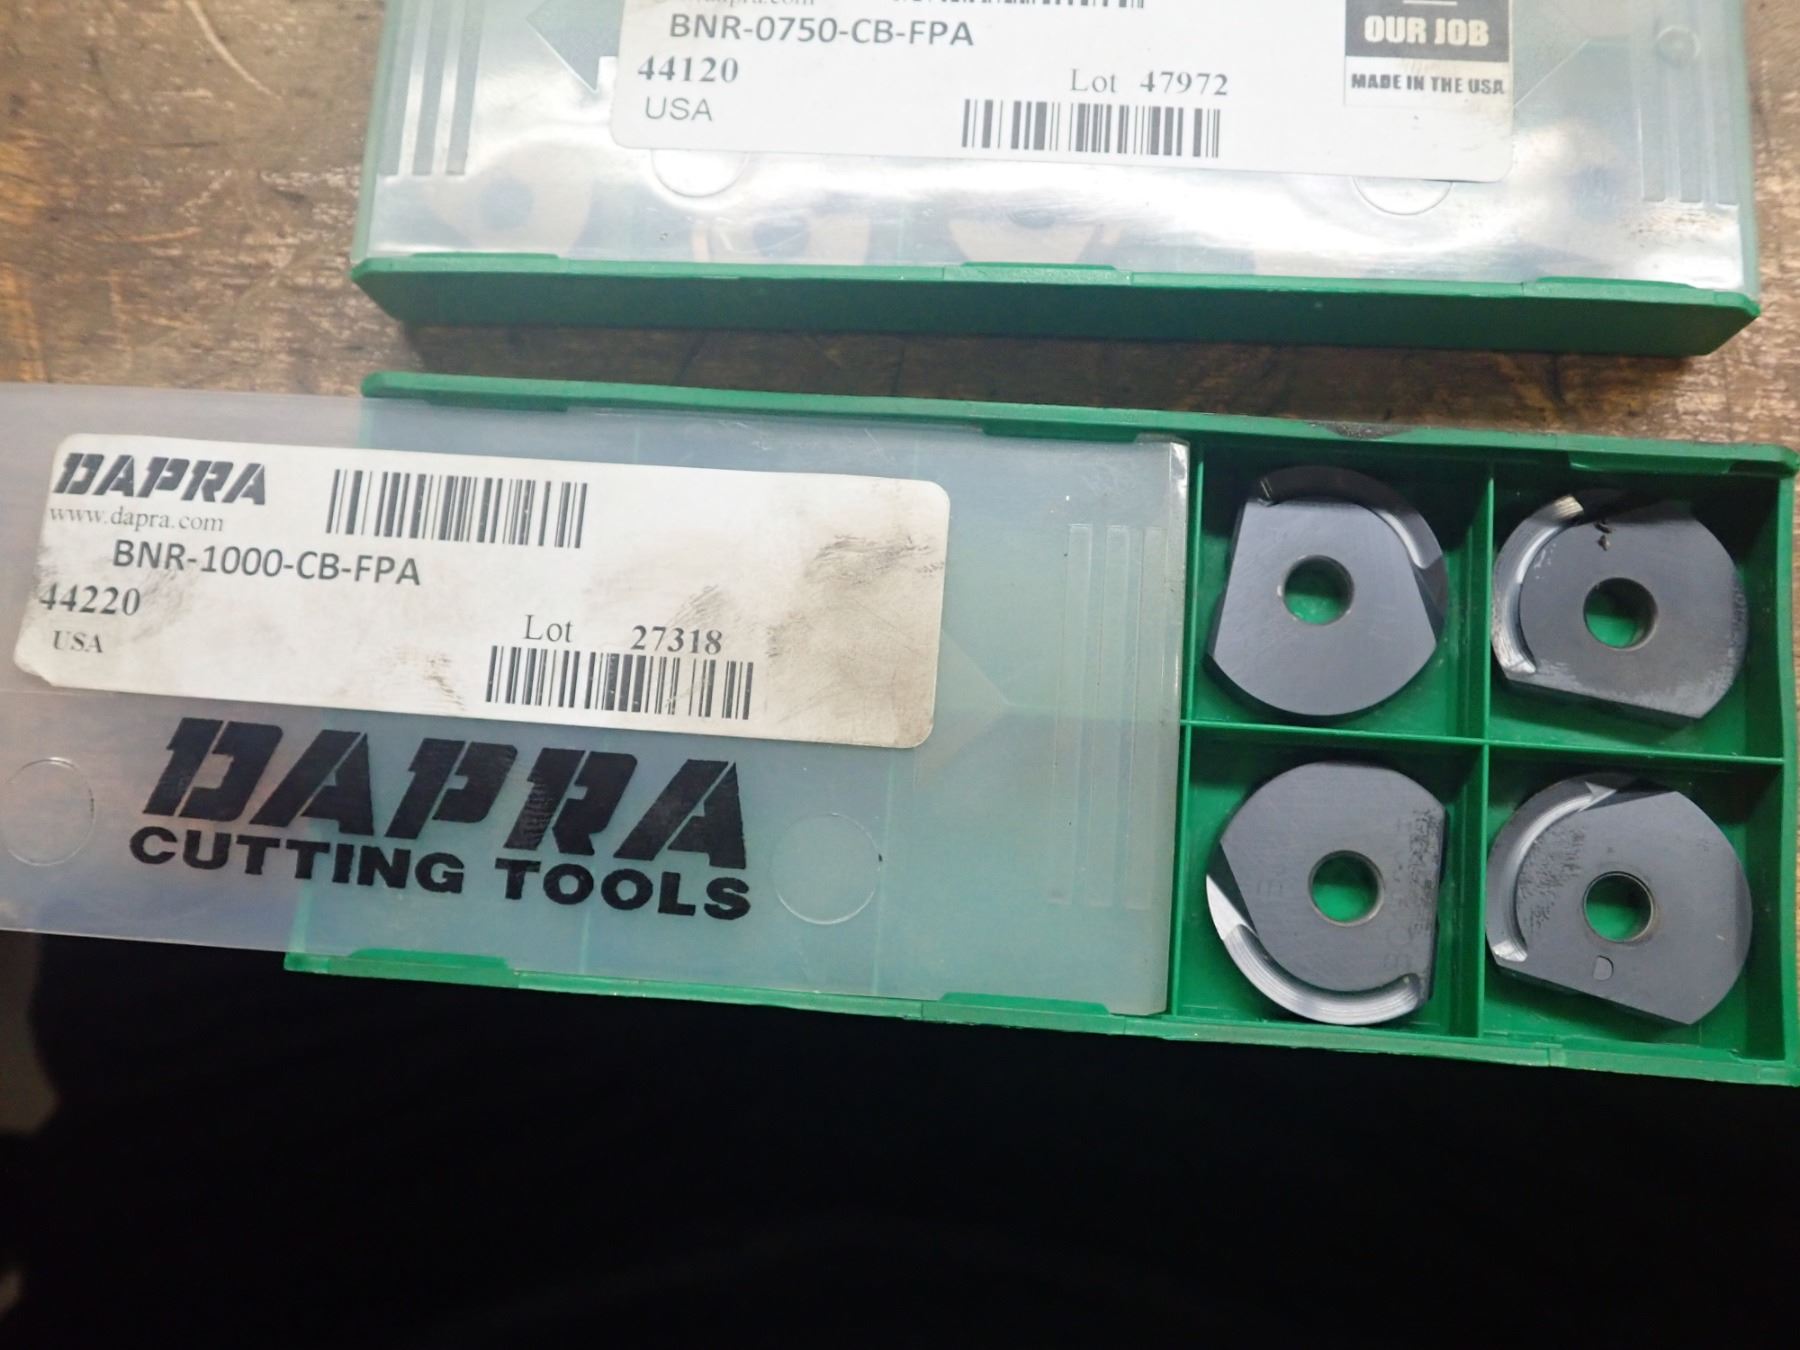 BNR-0750-CB-FPA
44120
Lot 47972
USA
OUR JOB
MADE IN THE USA
DAPRA
www.dapra.com
BNR-1000-CB-FPA
44220
Lot 27318
USA
DAPRA
CUTTING TOOLS